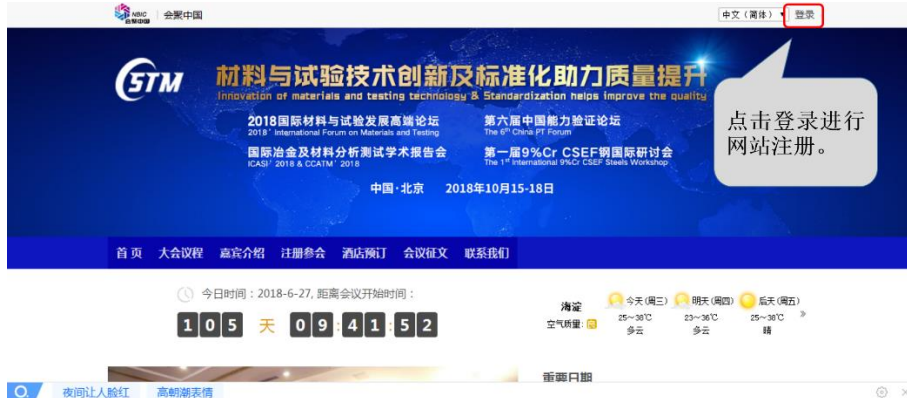 NBIC
会聚中国
会聚中国
中文（简体）
登录
CSTM
材料与试验技术创新及标准化助力质量提升
Innovation of materials and testing technology & Standardization helps improve the quality
2018国际材料与试验发展高端论坛
2018' International Forum on Materials and Testing
第六届中国能力验证论坛
The 6th China PT Forum
国际冶金及材料分析测试学术报告会
ICASI' 2018 & CCATM' 2018
第一届9%Cr CSEF钢国际研讨会
The 1st International 9%Cr CSEF Steels Workshop
中国·北京 2018年10月15-18日
点击登录进行
网站注册。
首页 大会议程 嘉宾介绍 注册参会 酒店预订 会议征文 联系我们
今日时间：2018-6-27, 距离会议开始时间：
105 天 09:41:52
海淀
空气质量:
今天(周三)
25~38℃
多云
明天(周四)
23~36℃
多云
后天(周五)
25~38℃
晴
重要日期
夜间让人脸红 高朝潮表情